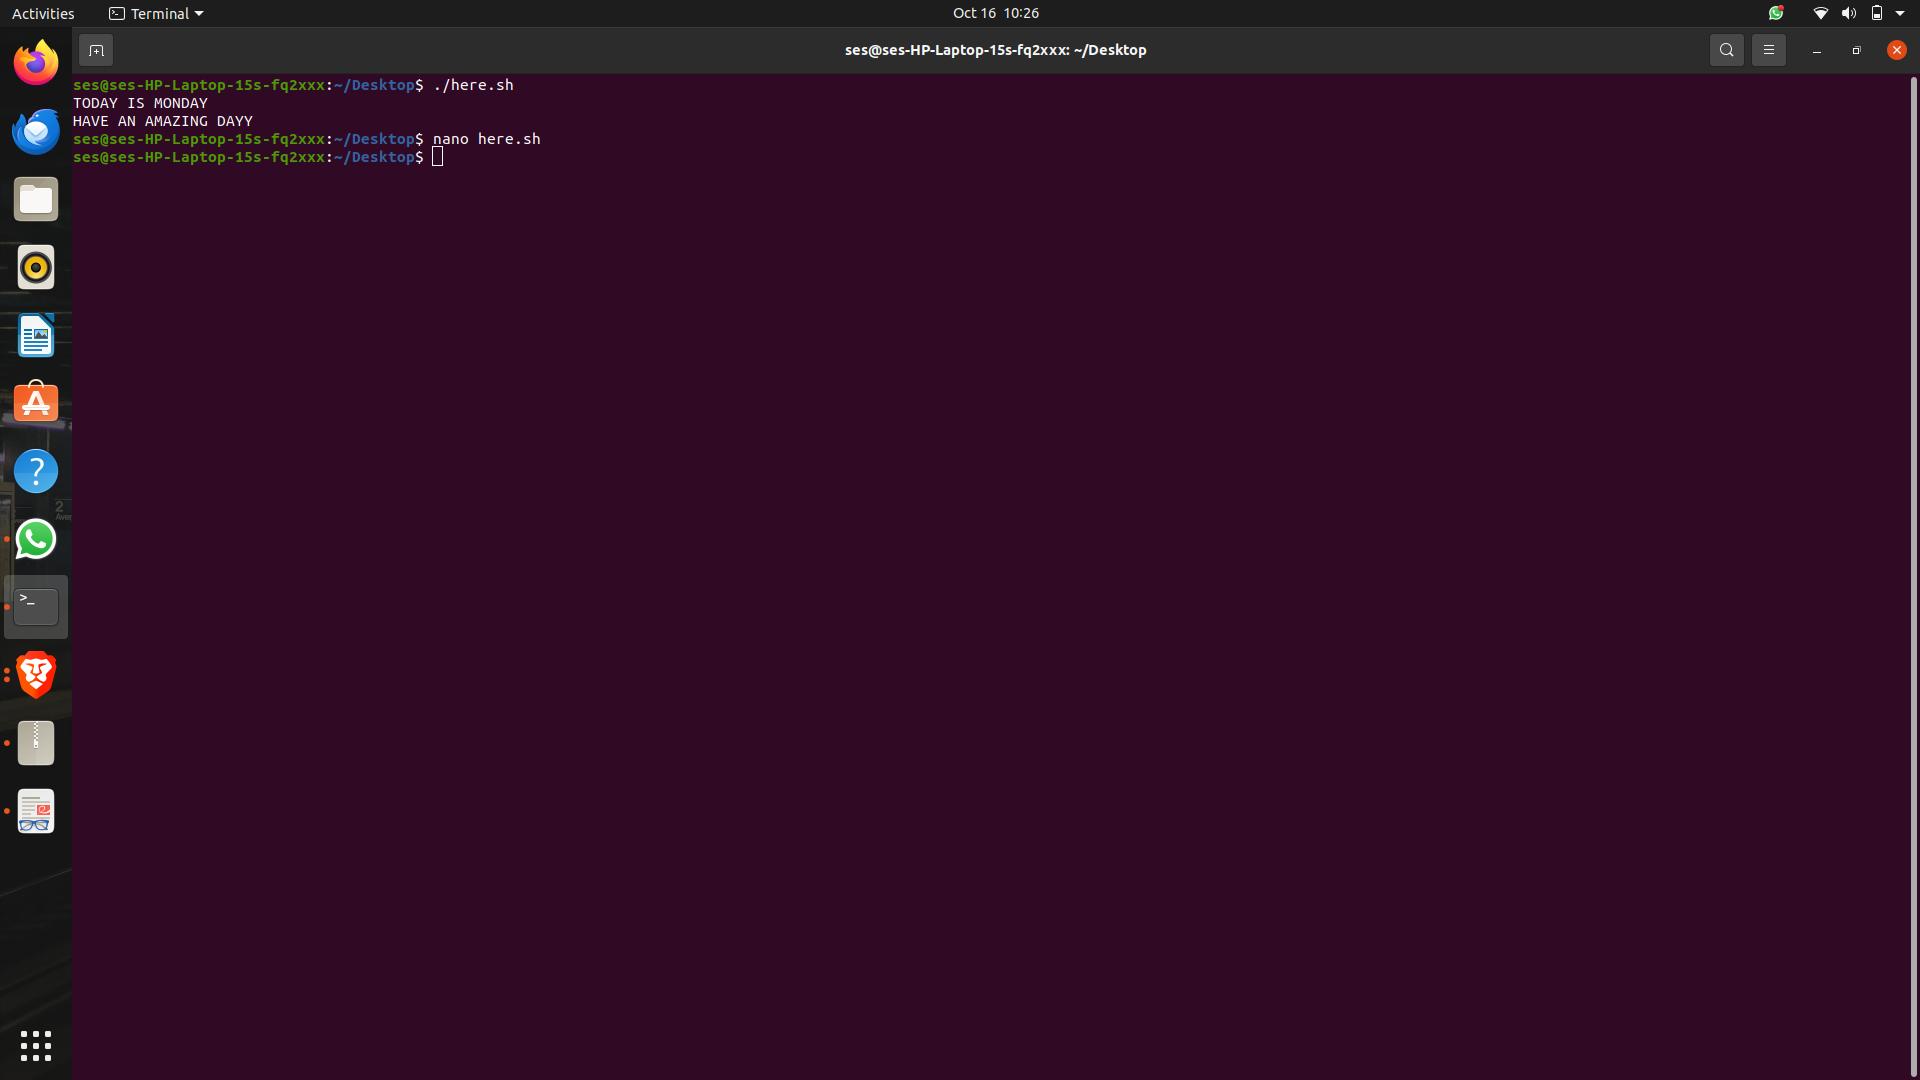 Activities
Terminal
Oct 16 10:26
ses@ses-HP-Laptop-15s-fq2xxx: ~/Desktop
ses@ses-HP-Laptop-15s-fq2xxx:~/Desktop$ ./here.sh
TODAY IS MONDAY
HAVE AN AMAZING DAYY
ses@ses-HP-Laptop-15s-fq2xxx:~/Desktop$ nano here.sh
ses@ses-HP-Laptop-15s-fq2xxx:~/Desktop$